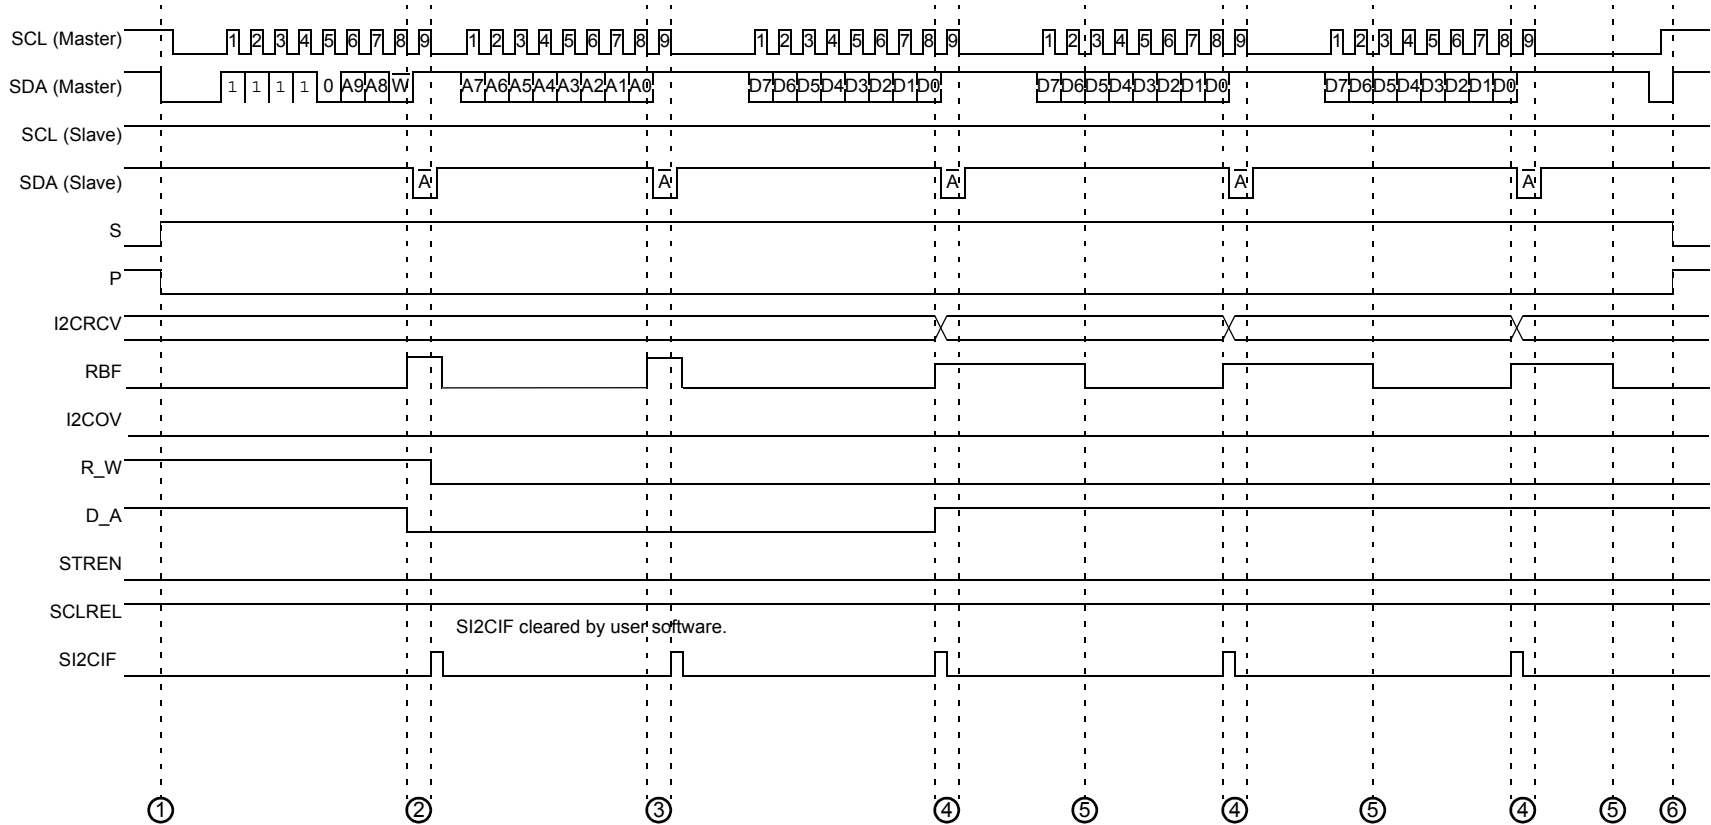 SCL (Master) 1 2 3 4 5 6 7 8 9 1 2 3 4 5 6 7 8 9 1 2 3 4 5 6 7 8 9 1 2 3 4 5 6 7 8 9 1 2 3 4 5 6 7 8 9
SDA (Master) 1 1 1 1 0 A9 A8 W̅ A7 A6 A5 A4 A3 A2 A1 A0 D7 D6 D5 D4 D3 D2 D1 D0 D7 D6 D5 D4 D3 D2 D1 D0 D7 D6 D5 D4 D3 D2 D1 D0
SCL (Slave)
SDA (Slave) A̅ A̅ A̅ A̅ A̅
S
P
I2CRCV
RBF
I2COV
R_W
D_A
STREN
SCLREL
SI2CIF cleared by user software.
SI2CIF
① ② ③ ④ ⑤ ④ ⑤ ④ ⑤ ⑥